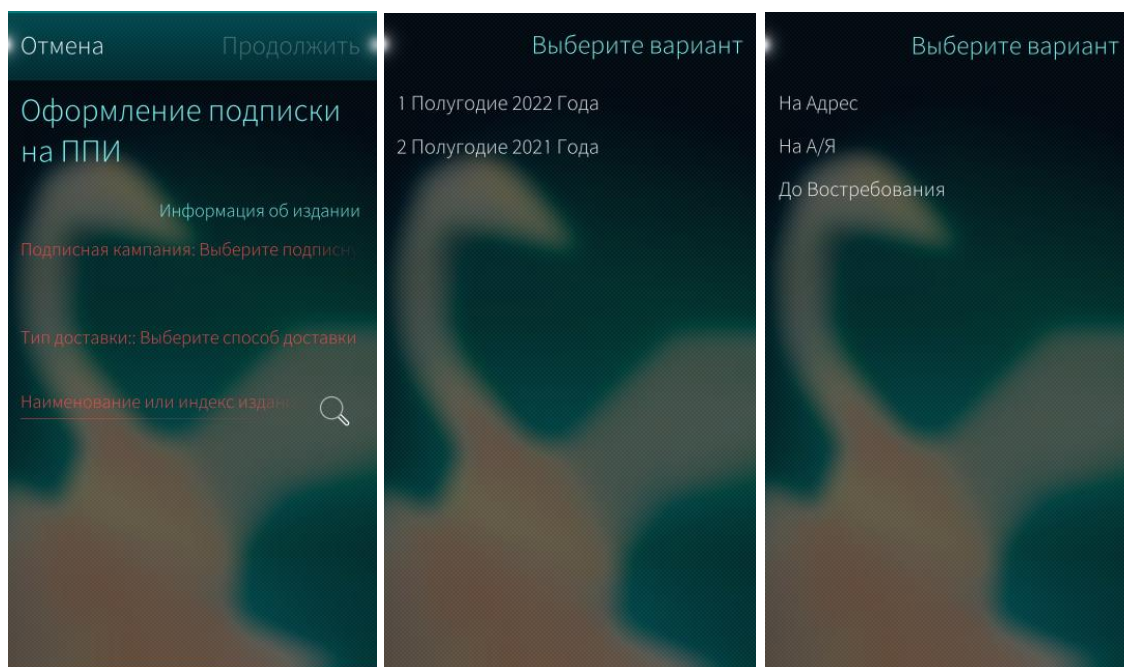 Отмена
Продолжить
Оформление подписки
на ППИ
Информация об издании
Подписная кампания: Выберите подписн
Тип доставки:: Выберите способ доставки
Наименование или индекс издан
Выберите вариант
1 Полугодие 2022 Года
2 Полугодие 2021 Года
Выберите вариант
На Адрес
На А/Я
До Востребования